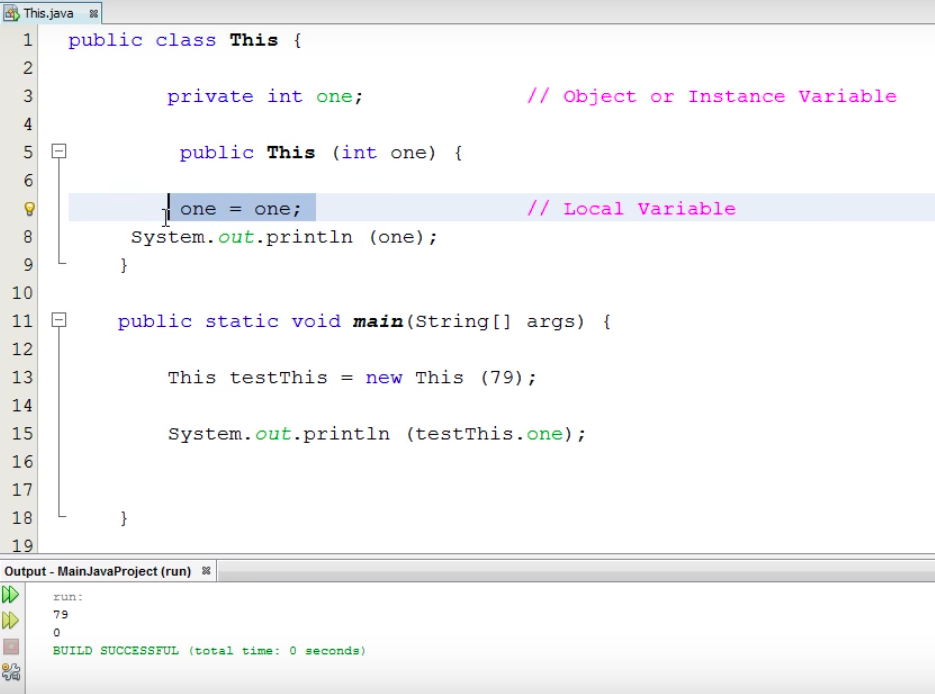 This.java
1 public class This {
2
3 private int one; // Object or Instance Variable
4
5 public This (int one) {
6
one = one; // Local Variable
8 System.out.println (one);
9 }
10
11 public static void main(String[] args) {
12
13 This testThis = new This (79);
14
15 System.out.println (testThis.one);
16
17
18 }
19
Output - MainJavaProject (run)
run:
79
0
BUILD SUCCESSFUL (total time: 0 seconds)